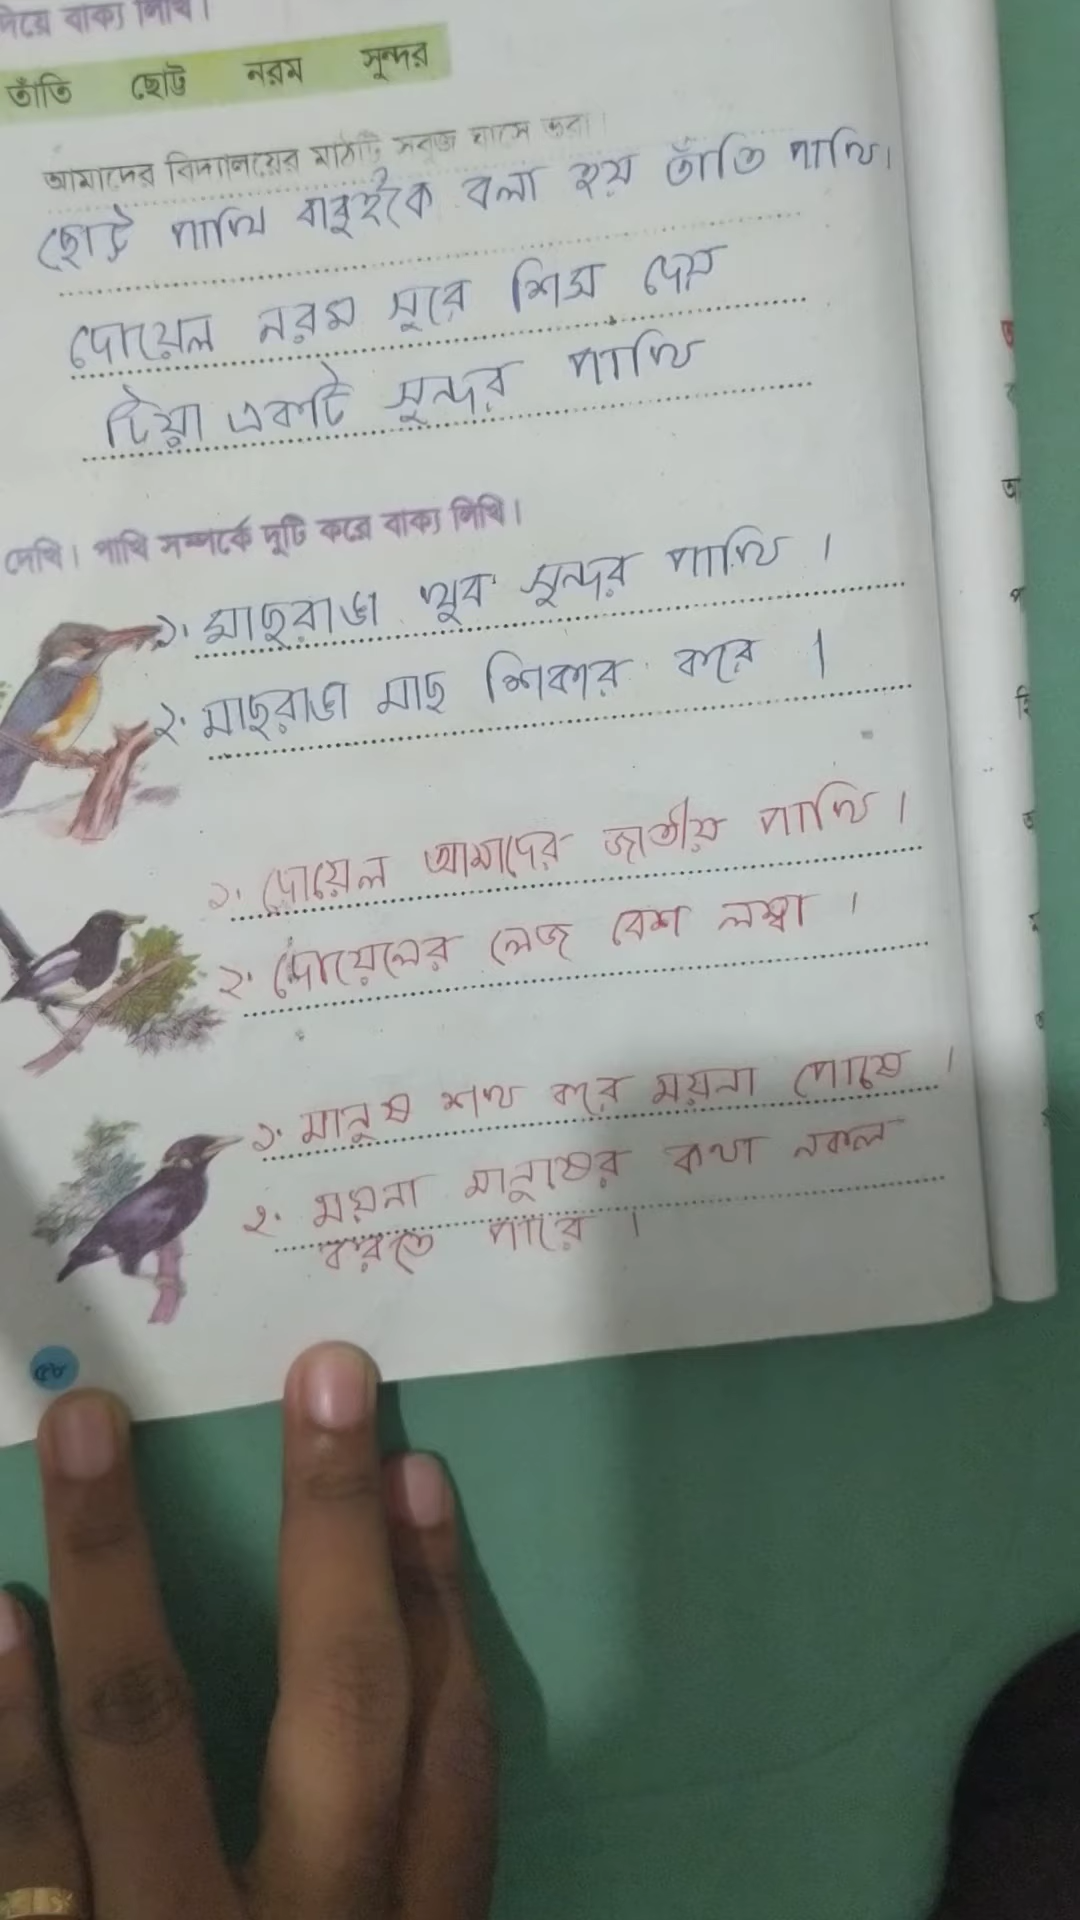 দিয়ে বাক্য লিখি।
তাঁতি ছোট্ট নরম সুন্দর
আমাদের বিদ্যালয়ের মাঠটি সবুজ ঘাসে ভরা।
ছোট্ট পাখি বাবুইকে বলা হয় তাঁতি পাখি।
দোয়েল নরম সুরে শিস দেয়
টিয়া একটি সুন্দর পাখি
দেখি। পাখি সম্পর্কে দুটি করে বাক্য লিখি।
১. মাছরাঙা খুব সুন্দর পাখি।
২. মাছরাঙা মাছ শিকার করে।
১. দোয়েল আমাদের জাতীয় পাখি।
২. দোয়েলের লেজ বেশ লম্বা।
১. মানুষ শখ করে ময়না পোষে।
২. ময়না মানুষের কথা নকল
করতে পারে।
৫৮